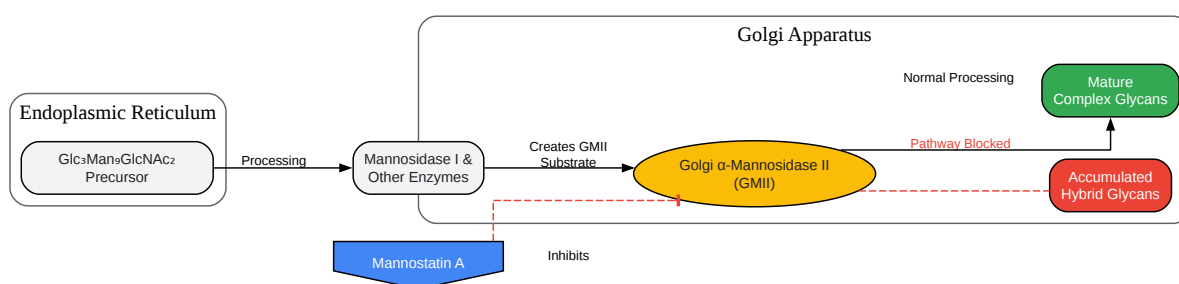 Golgi Apparatus
Endoplasmic Reticulum
Glc₃Man₉GlcNAc₂
Precursor
Processing
Mannosidase I &
Other Enzymes
Creates GMII
Substrate
Golgi α-Mannosidase II
(GMII)
Normal Processing
Pathway Blocked
Mature
Complex Glycans
Accumulated
Hybrid Glycans
Mannostatin A
Inhibits